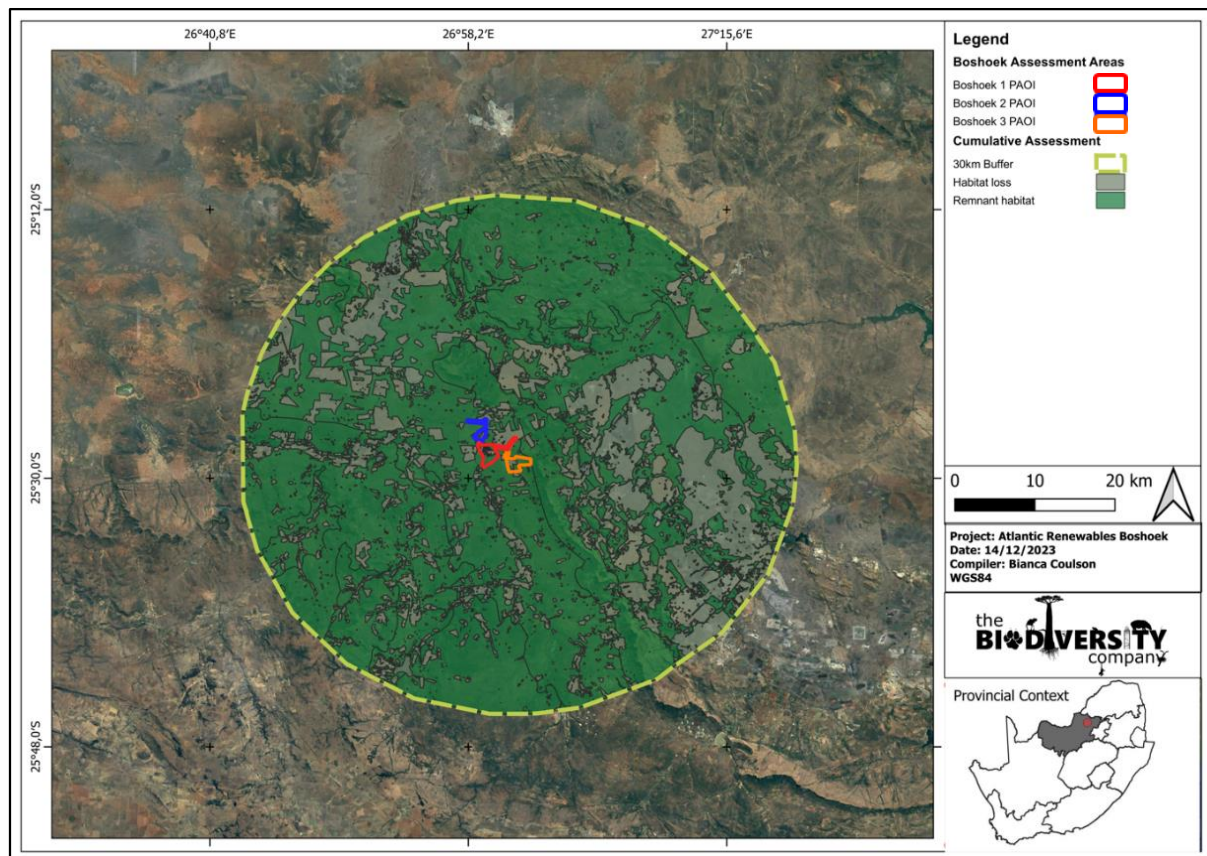 26°40,8'E
26°58,2'E
27°15,6'E
25°12,0'S
25°30,0'S
25°48,0'S
Legend
Boshoek Assessment Areas
Boshoek 1 PAOI
Boshoek 2 PAOI
Boshoek 3 PAOI
Cumulative Assessment
30km Buffer
Habitat loss
Remnant habitat
0 10 20 km
Project: Atlantic Renewables Boshoek
Date: 14/12/2023
Compiler: Bianca Coulson
WGS84
the
BIODIVERSITY
company
Provincial Context